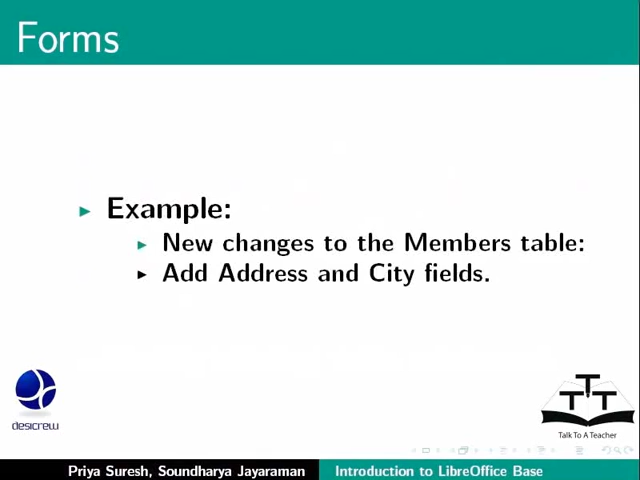 Forms
Example:
New changes to the Members table:
Add Address and City fields.
desicrew
T T T
Talk To A Teacher
Priya Suresh, Soundharya Jayaraman Introduction to LibreOffice Base